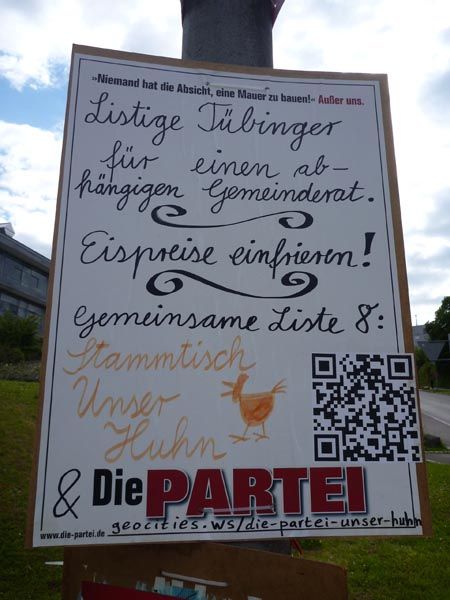 »Niemand hat die Absicht, eine Mauer zu bauen!« Außer uns.
Listige Tübinger
für einen ab-
hängigen Gemeinderat.
Eispreise einfrieren!
Gemeinsame Liste 8:
Stammtisch
Unser
Huhn
& Die PARTEI
www.die-partei.de
geocities.ws/die-partei-unser-huhn